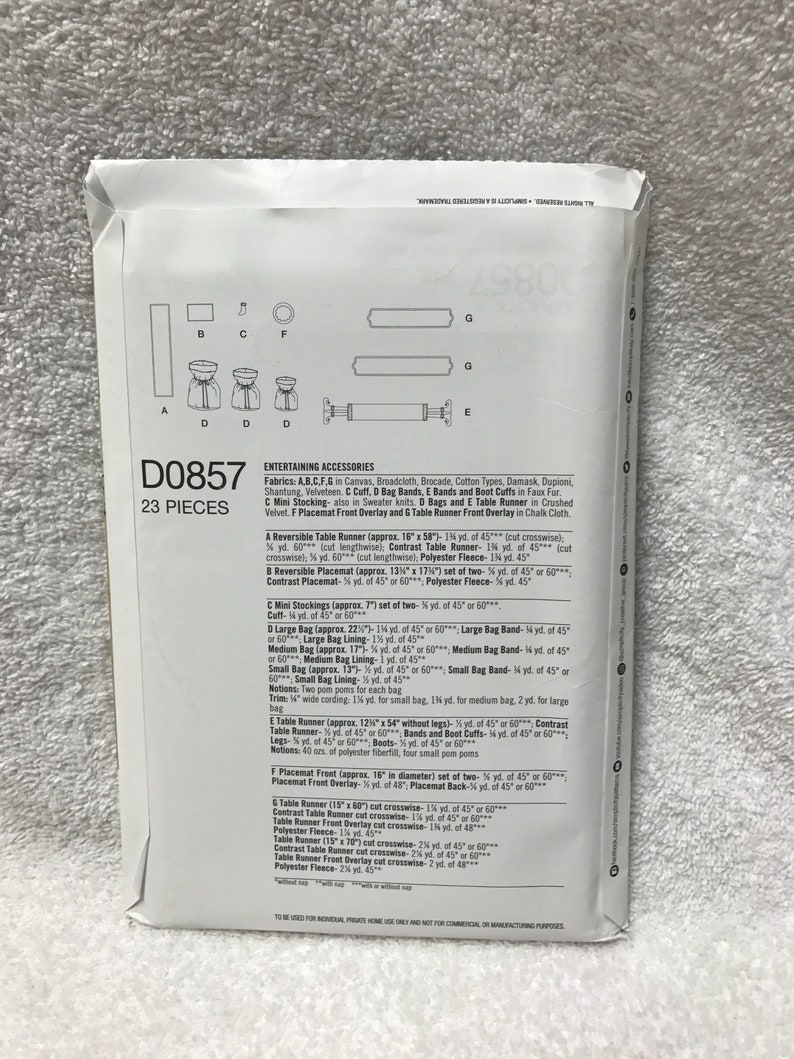 ALL RIGHTS RESERVED. • SIMPLICITY IS A REGISTERED TRADEMARK.
D0857
A
B
C
F
G
G
D
D
D
E
D0857
23 PIECES
ENTERTAINING ACCESSORIES
Fabrics: A,B,C,F,G in Canvas, Broadcloth, Brocade, Cotton Types, Damask, Dupioni,
Shantung, Velveteen. C Cuff, D Bag Bands, E Bands and Boot Cuffs in Faux Fur.
C Mini Stocking- also in Sweater knits. D Bags and E Table Runner in Crushed
Velvet. F Placemat Front Overlay and G Table Runner Front Overlay in Chalk Cloth.
A Reversible Table Runner (approx. 16" x 58")- 1¾ yd. of 45"** (cut crosswise);
⅝ yd. 60"** (cut lengthwise); Contrast Table Runner- 1¾ yd. of 45"** (cut
crosswise); ⅝ yd. 60"** (cut lengthwise); Polyester Fleece- 1¾ yd. 45"
B Reversible Placemat (approx. 13¾" x 17¾") set of two- ⅝ yd. of 45" or 60"**;
Contrast Placemat- ⅝ yd. of 45" or 60"**; Polyester Fleece- ⅝ yd. 45"
C Mini Stockings (approx. 7") set of two- ⅜ yd. of 45" or 60"**.
Cuff- ¼ yd. of 45" or 60"**
D Large Bag (approx. 22½")- 1¼ yd. of 45" or 60"**; Large Bag Band- ¼ yd. of 45"
or 60"**; Large Bag Lining- 1½ yd. of 45"*
Medium Bag (approx. 17")- ⅝ yd. of 45" or 60"**; Medium Bag Band- ¼ yd. of 45"
or 60"**; Medium Bag Lining- 1 yd. of 45"*
Small Bag (approx. 13")- ½ yd. of 45" or 60"**; Small Bag Band- ¼ yd. of 45" or
60"**; Small Bag Lining- ½ yd. of 45"*
Notions: Two pom poms for each bag
Trim: ¼" wide cording: 1⅝ yd. for small bag, 1¾ yd. for medium bag, 2 yd. for large
bag
E Table Runner (approx. 12¾" x 54" without legs)- ½ yd. of 45" or 60"**; Contrast
Table Runner- ½ yd. of 45" or 60"**; Bands and Boot Cuffs- ¼ yd. of 45" or 60"**;
Legs- ⅜ yd. of 45" or 60"**; Boots- ½ yd. of 45" or 60"**
Notions: 40 ozs. of polyester fiberfill, four small pom poms
F Placemat Front (approx. 16" in diameter) set of two- ⅝ yd. of 45" or 60"**;
Placemat Front Overlay- ½ yd. of 48"; Placemat Back-⅝ yd. of 45" or 60"**
G Table Runner (15" x 60") cut crosswise- 1⅞ yd. of 45" or 60"**
Contrast Table Runner cut crosswise- 1⅞ yd. of 45" or 60"**
Table Runner Front Overlay cut crosswise- 1¾ yd. of 48"**
Polyester Fleece- 1⅞ yd. 45"*
Table Runner (15" x 70") cut crosswise- 2⅛ yd. of 45" or 60"**
Contrast Table Runner cut crosswise- 2⅛ yd. of 45" or 60"**
Table Runner Front Overlay cut crosswise- 2 yd. of 48"**
Polyester Fleece- 2⅛ yd. 45"*
*without nap **with nap ***with or without nap
TO BE USED FOR INDIVIDUAL PRIVATE HOME USE ONLY AND NOT FOR COMMERCIAL OR MANUFACTURING PURPOSES.
facebook.com/simplicitypatterns
youtube.com/simplicityvideo
@simplicity_creative_group